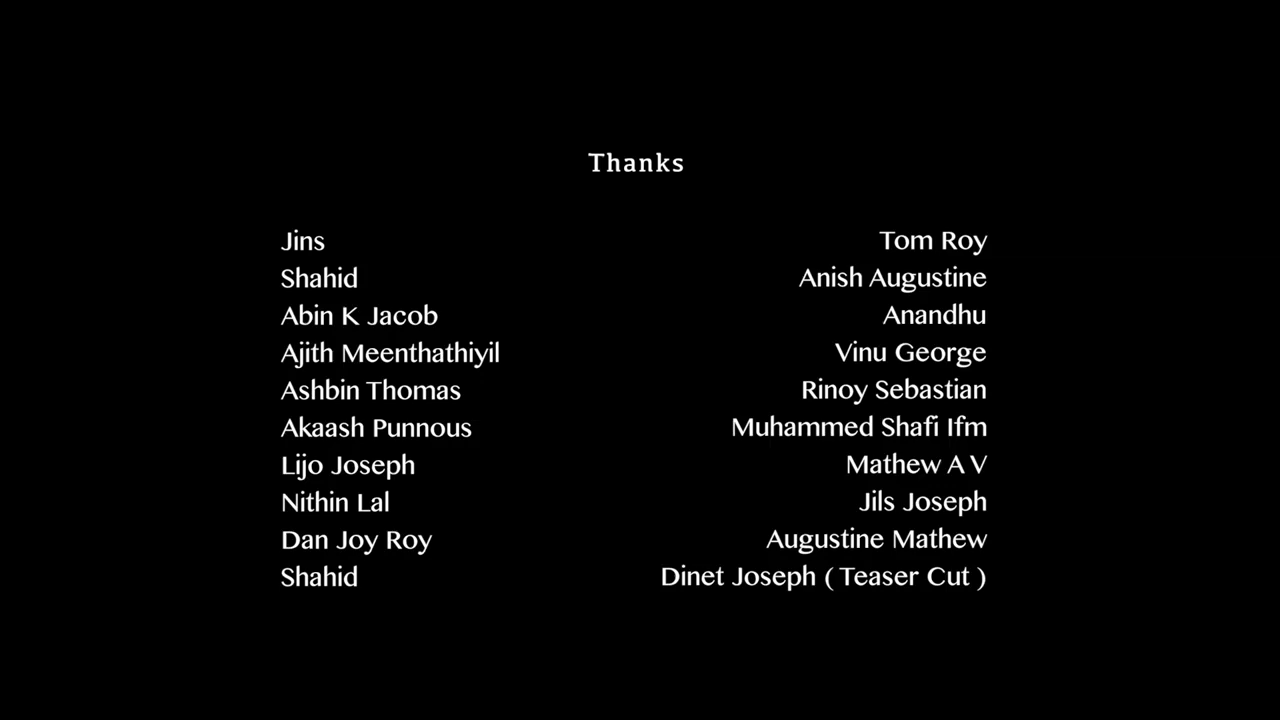 Thanks
Jins Tom Roy
Shahid Anish Augustine
Abin K Jacob Anandhu
Ajith Meenthathiyil Vinu George
Ashbin Thomas Rinoy Sebastian
Akaash Punnous Muhammed Shafi Ifm
Lijo Joseph Mathew A V
Nithin Lal Jils Joseph
Dan Joy Roy Augustine Mathew
Shahid Dinet Joseph ( Teaser Cut )